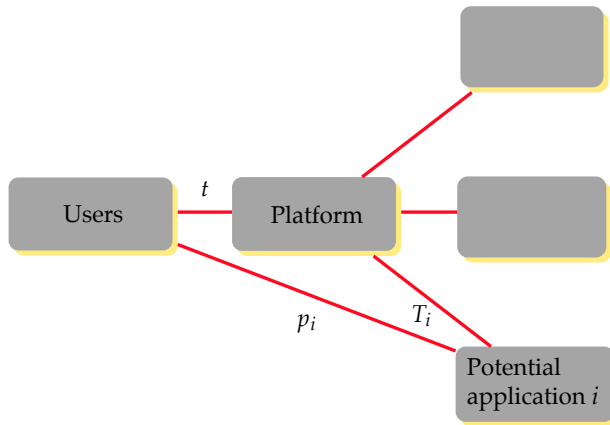 t
Users
Platform
p_i
T_i
Potential
application i